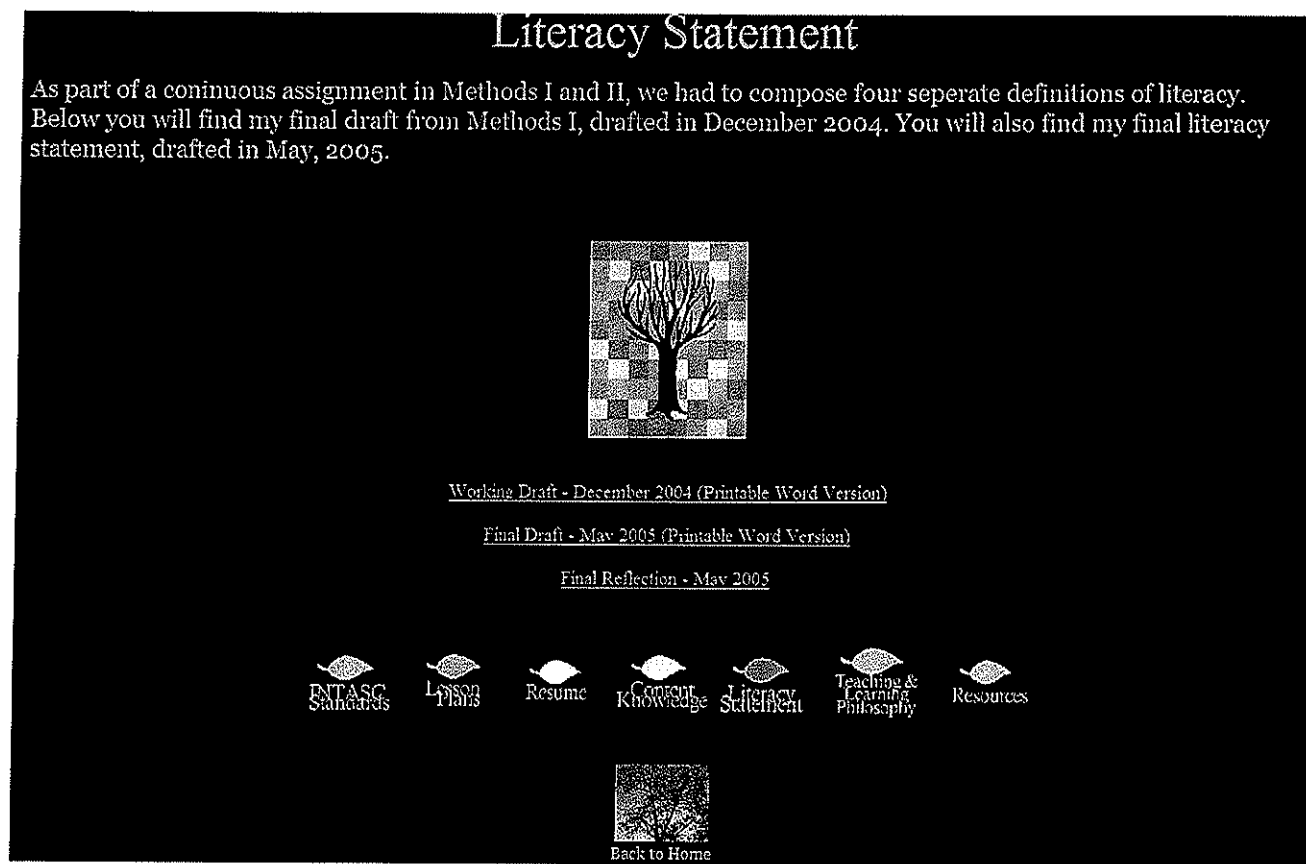 Literacy Statement
As part of a coninuous assignment in Methods I and II, we had to compose four seperate definitions of literacy.
Below you will find my final draft from Methods I, drafted in December 2004. You will also find my final literacy
statement, drafted in May, 2005.
Working Draft - December 2004 (Printable Word Version)
Final Draft - May 2005 (Printable Word Version)
Final Reflection - May 2005
INTASC
Standards
Lesson
Plans
Resume
Content
Knowledge
Literacy
Statement
Teaching &
Learning
Philosophy
Resources
Back to Home